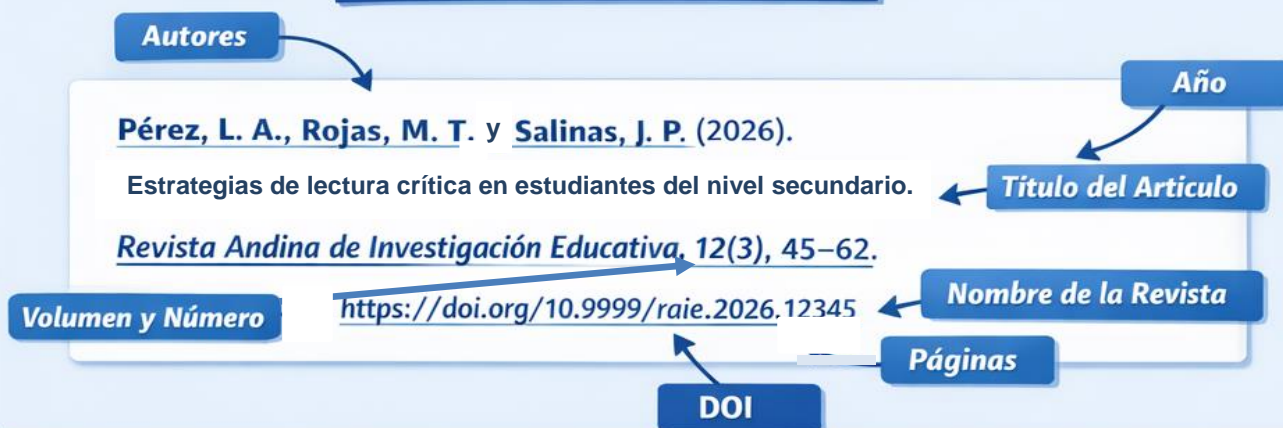 Autores
Año
Pérez, L. A., Rojas, M. T. y Salinas, J. P. (2026).
Estrategias de lectura crítica en estudiantes del nivel secundario.
Título del Articulo
Revista Andina de Investigación Educativa, 12(3), 45–62.
Nombre de la Revista
Volumen y Número
https://doi.org/10.9999/raie.2026.12345
Páginas
DOI